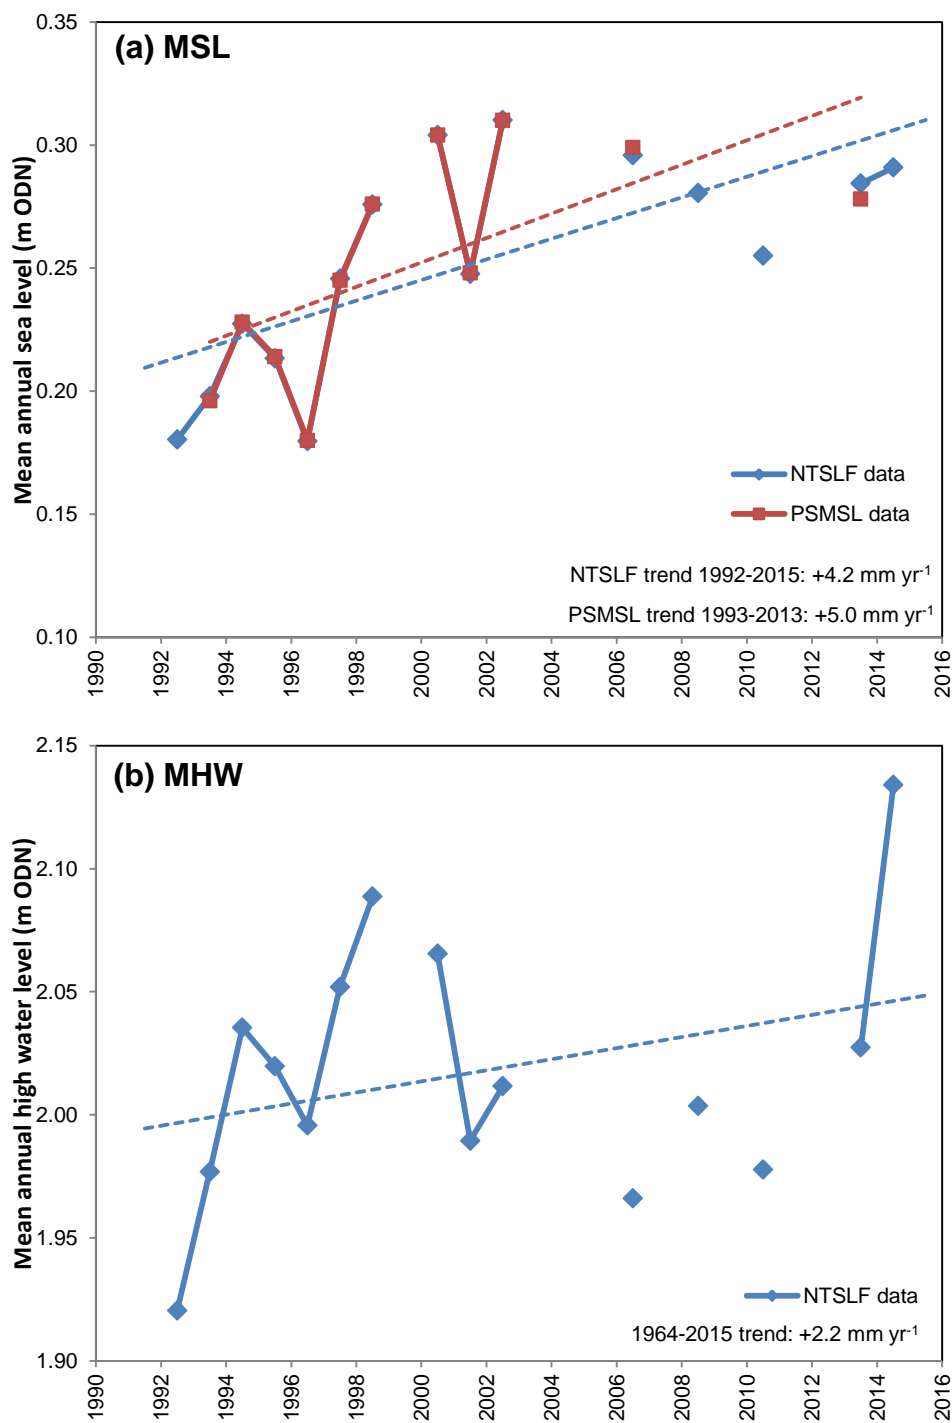 (a) MSL
Mean annual sea level (m ODN)
0.35
0.30
0.25
0.20
0.15
0.10
NTSLF data
PSMSL data
NTSLF trend 1992-2015: +4.2 mm yr-1
PSMSL trend 1993-2013: +5.0 mm yr-1
1990 1992 1994 1996 1998 2000 2002 2004 2006 2008 2010 2012 2014 2016
(b) MHW
Mean annual high water level (m ODN)
2.15
2.10
2.05
2.00
1.95
1.90
NTSLF data
1964-2015 trend: +2.2 mm yr-1
1990 1992 1994 1996 1998 2000 2002 2004 2006 2008 2010 2012 2014 2016